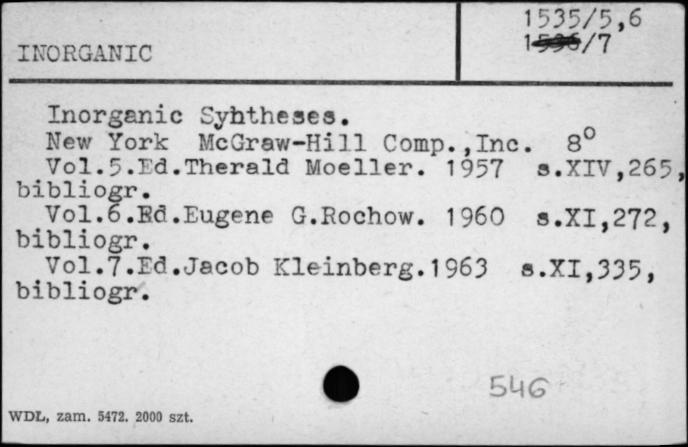 INORGANIC
1535/5,6
1536/7
Inorganic Syhtheses.
New York McGraw-Hill Comp.,Inc. 8⁰
Vol.5.Ed.Therald Moeller. 1957 s.XIV,265,
bibliogr.
Vol.6.Ed.Eugene G.Rochow. 1960 s.XI,272,
bibliogr.
Vol.7.Ed.Jacob Kleinberg.1963 s.XI,335,
bibliogr.
546
WDL, zam. 5472. 2000 szt.